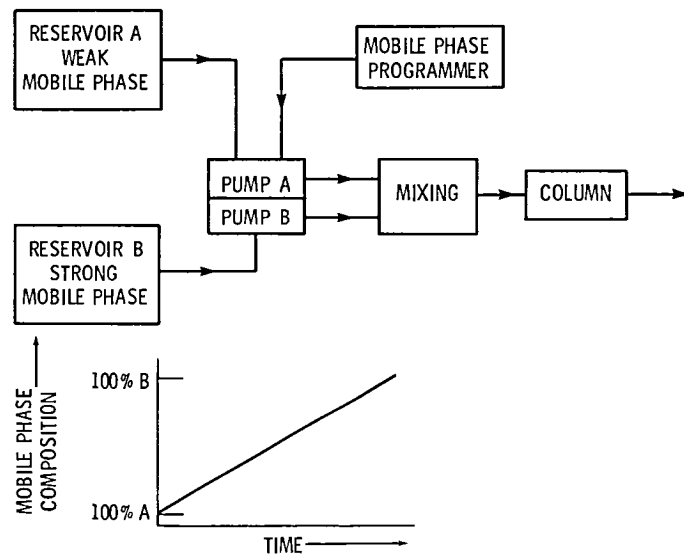 RESERVOIR A
WEAK
MOBILE PHASE
MOBILE PHASE
PROGRAMMER
PUMP A
PUMP B
MIXING
COLUMN
RESERVOIR B
STRONG
MOBILE PHASE
MOBILE PHASE
COMPOSITION
100% B
100% A
TIME